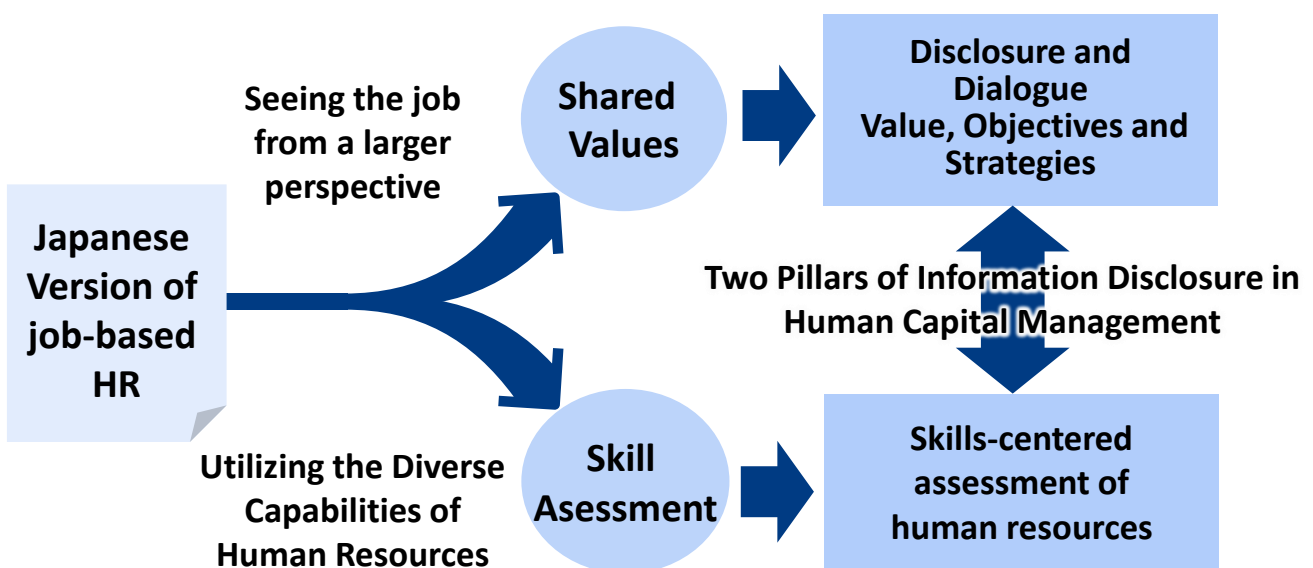 Seeing the job
from a larger
perspective
Shared
Values
Disclosure and
Dialogue
Value, Objectives and
Strategies
Japanese
Version of
job-based
HR
Two Pillars of Information Disclosure in
Human Capital Management
Utilizing the Diverse
Capabilities of
Human Resources
Skill
Asessment
Skills-centered
assessment of
human resources